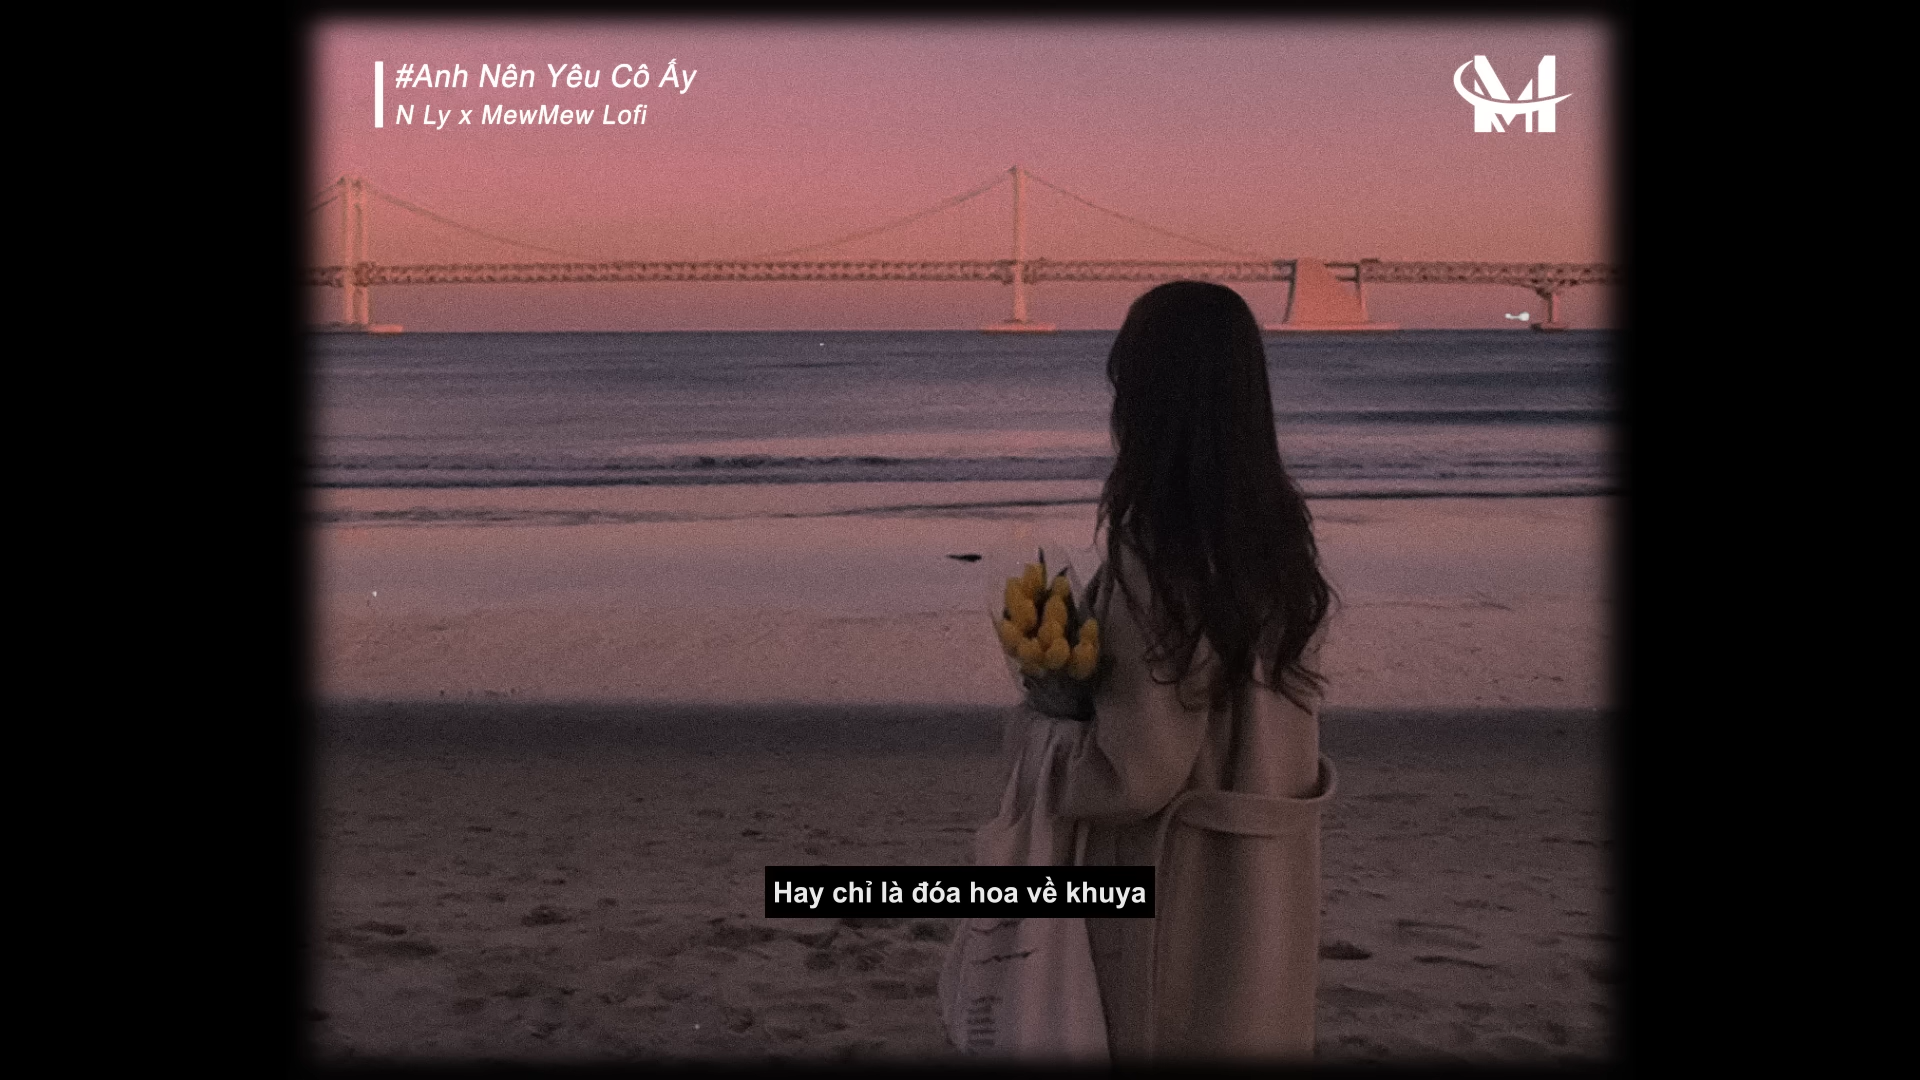 #Anh Nên Yêu Cô Ấy
N Ly x MewMew Lofi
Hay chỉ là đóa hoa về khuya